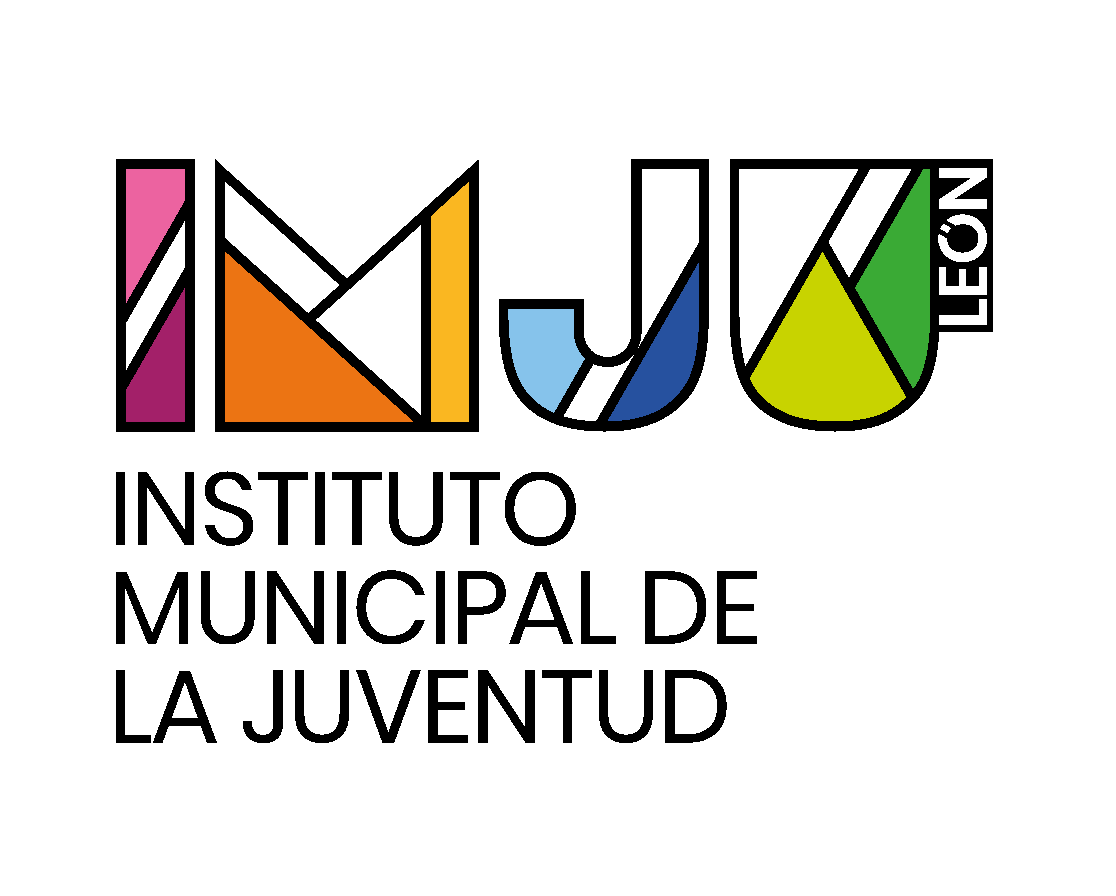 IMJU
LEÓN
INSTITUTO
MUNICIPAL DE
LA JUVENTUD